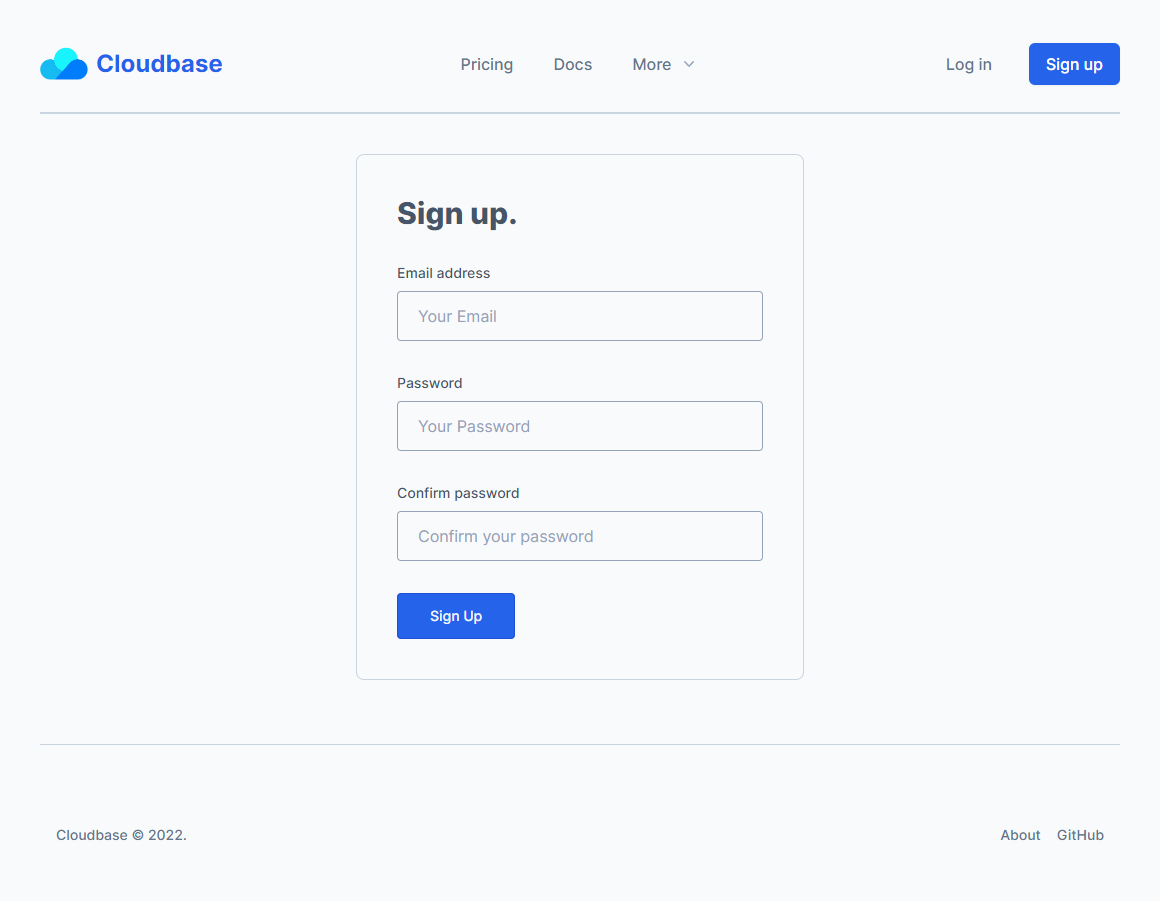 Cloudbase
Pricing Docs More
Log in
Sign up
Sign up.
Email address
Your Email
Password
Your Password
Confirm password
Confirm your password
Sign Up
Cloudbase © 2022.
About GitHub